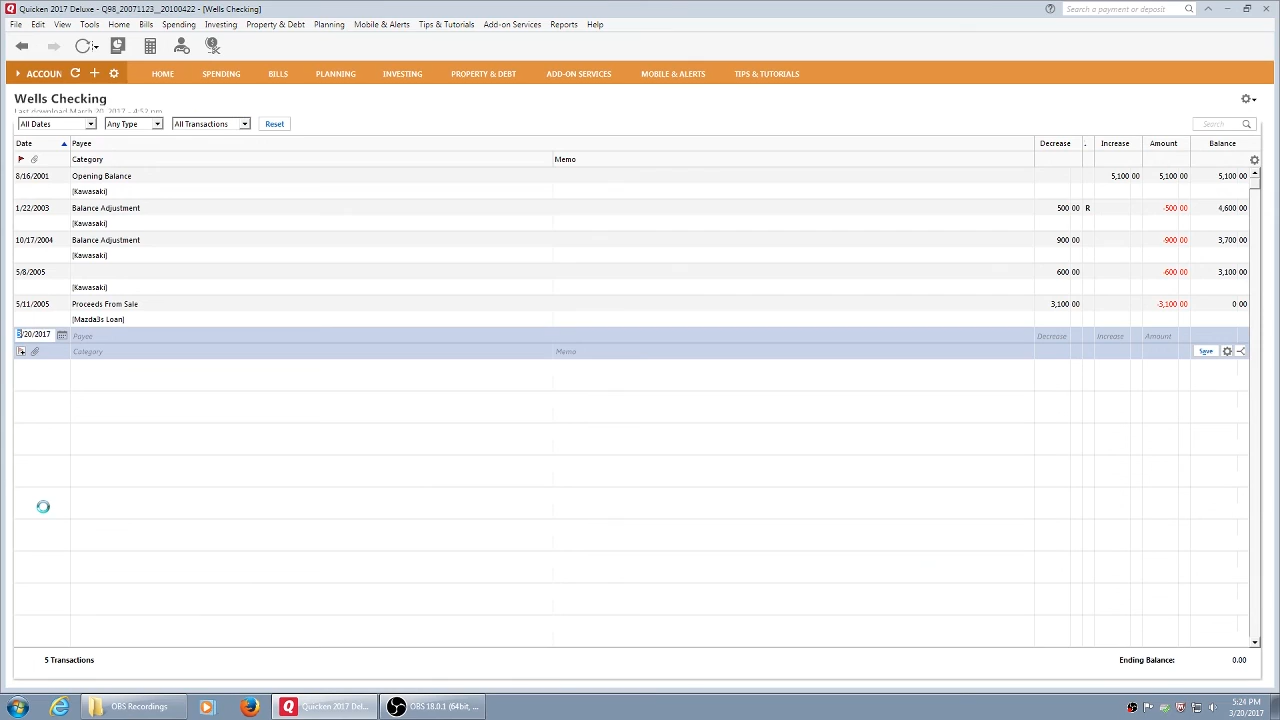 Quicken 2017 Deluxe - Q98_20071123__20100422 - [Wells Checking]
Search a payment or deposit
File Edit View Tools Home Bills Spending Investing Property & Debt Planning Mobile & Alerts Tips & Tutorials Add-on Services Reports Help
ACCOUN HOME SPENDING BILLS PLANNING INVESTING PROPERTY & DEBT ADD-ON SERVICES MOBILE & ALERTS TIPS & TUTORIALS
Wells Checking
Last download March 20, 2017 - 4:52 pm
All Dates Any Type All Transactions Reset Search
Date Payee Decrease . Increase Amount Balance
Category Memo
8/16/2001 Opening Balance 5,100 00 5,100 00 5,100 00
[Kawasaki]
1/22/2003 Balance Adjustment 500 00 R -500 00 4,600 00
[Kawasaki]
10/17/2004 Balance Adjustment 900 00 -900 00 3,700 00
[Kawasaki]
5/8/2005 600 00 -600 00 3,100 00
[Kawasaki]
5/11/2005 Proceeds From Sale 3,100 00 -3,100 00 0 00
[Mazda3s Loan]
3/20/2017 Payee Decrease Increase Amount
Category Memo Save
5 Transactions Ending Balance: 0.00
OBS Recordings Quicken 2017 Del... OBS 18.0.1 (64bit, ...
5:24 PM
3/20/2017